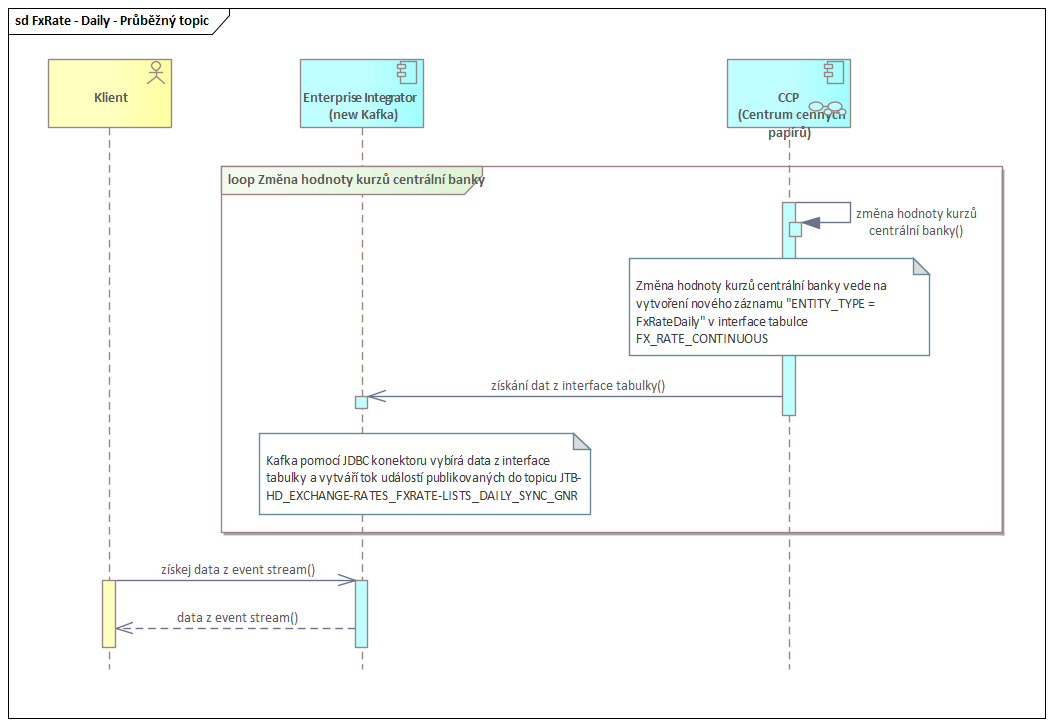 sd FxRate - Daily - Průběžný topic
Klient
Enterprise Integrator
(new Kafka)
CCP
(Centrum cenných
papírů)
loop Změna hodnoty kurzů centrální banky
změna hodnoty kurzů
centrální banky()
Změna hodnoty kurzů centrální banky vede na
vytvoření nového záznamu "ENTITY_TYPE =
FxRateDaily" v interface tabulce
FX_RATE_CONTINUOUS
získání dat z interface tabulky()
Kafka pomocí JDBC konektoru vybírá data z interface
tabulky a vytváří tok událostí publikovaných do topicu JTB-
HD_EXCHANGE-RATES_FXRATE-LISTS_DAILY_SYNC_GNR
získej data z event stream()
data z event stream()